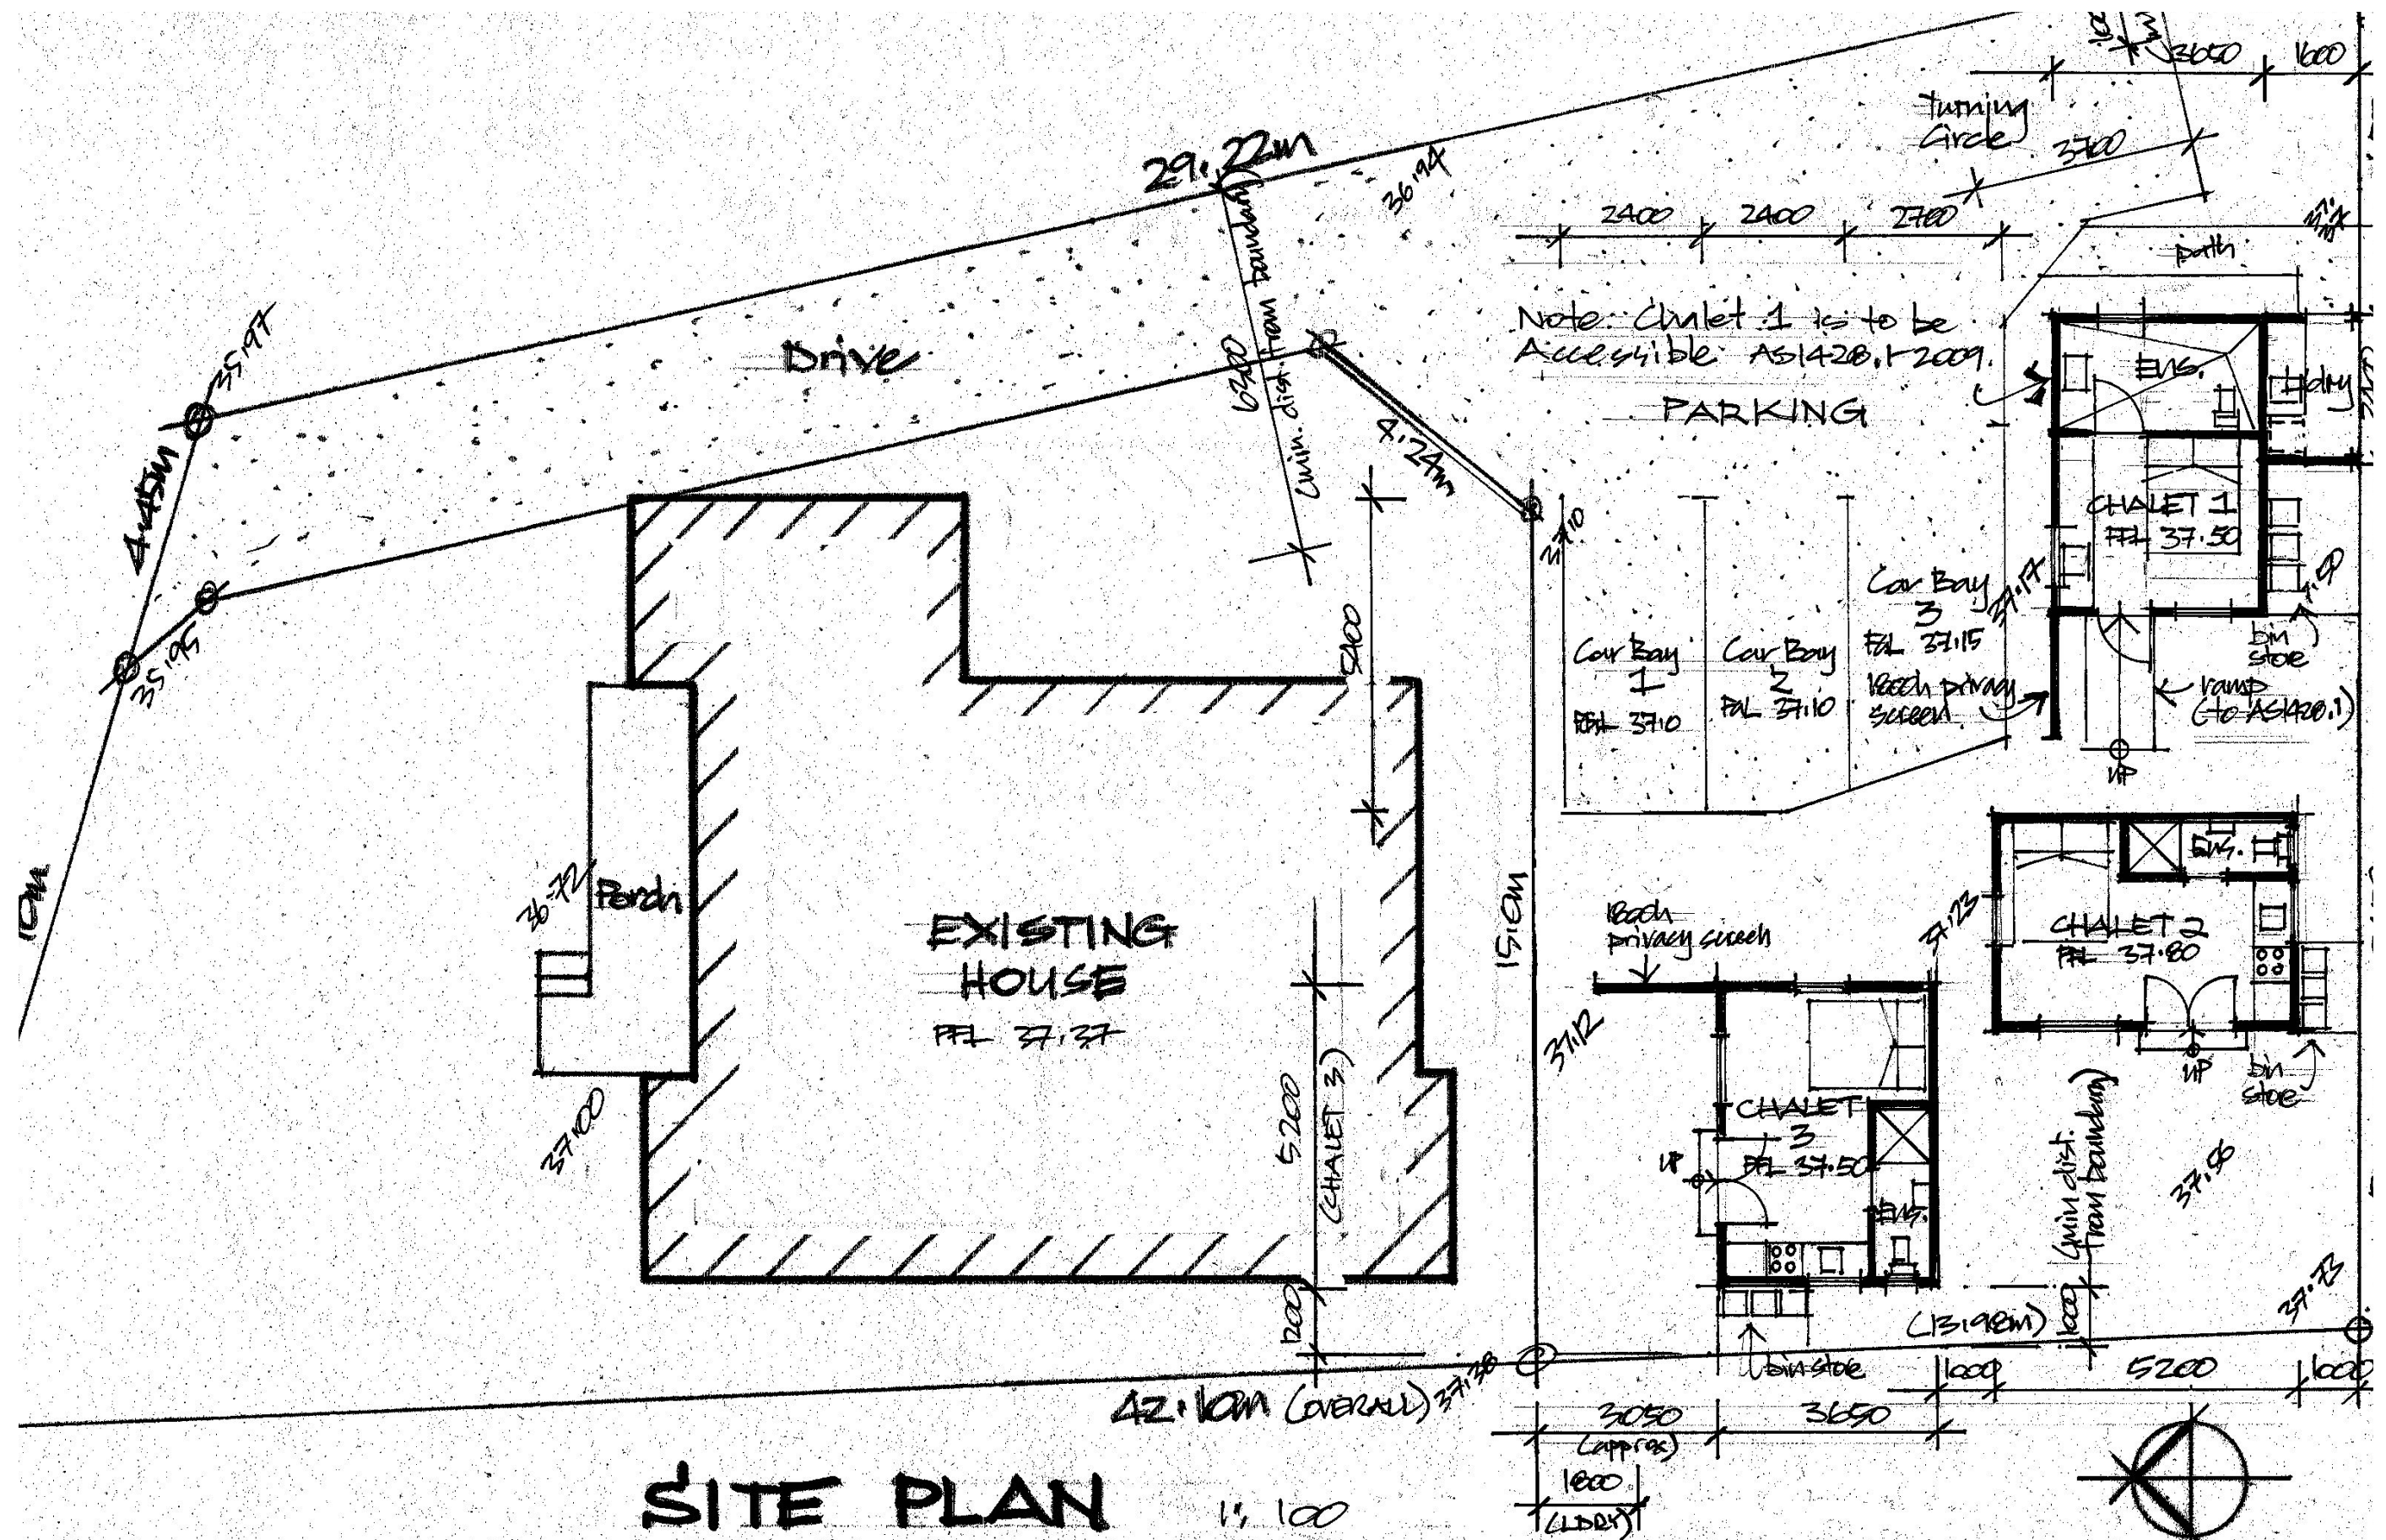 3650
1600
Turning
Circle
3700
29.22m
36.94
2400
2400
2700
path
6300
(min. dist. from boundary)
35.97
Drive
Note: Chalet 1 is to be
Accessible AS1428.1-2009.
ENS.
Ldry
PARKING
4.45m
4.24m
CHALET 1
FFL 37.50
37.10
35.95
37.17
5400
Car Bay
1
FGL 37.10
Car Bay
2
FGL 37.10
Car Bay
3
FGL 37.15
1800h privacy
screen
bin
store
ramp
(to AS1428.1)
UP
36.72
Porch
10m
EXISTING
HOUSE
FFL 37.37
15.0m
1800h
privacy screen
37.23
ENS.
CHALET 2
FFL 37.80
37.12
UP
bin
store
37.00
5200
(CHALET 3)
CHALET
3
FFL 37.50
UP
ENS.
(min dist.
from boundary)
1000
37.73
1200
(13.98m)
bin store
42.10m (OVERALL)
37.38
1000
5200
1000
3050
(approx)
3650
1800
(LDRY)
SITE PLAN
1:100